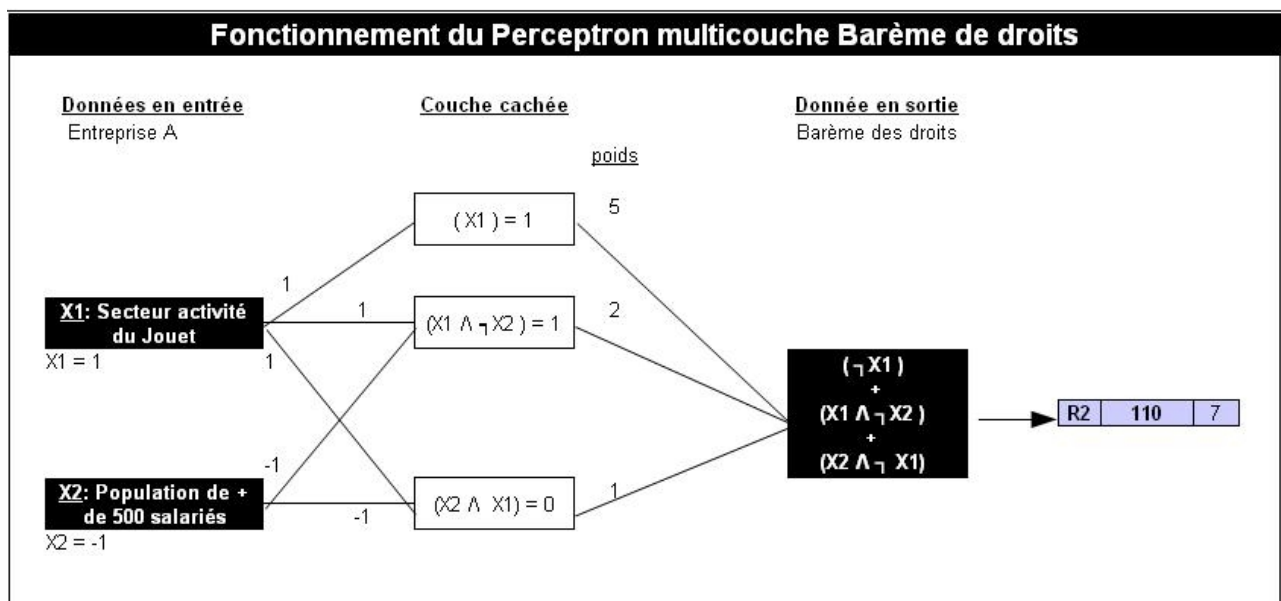 Fonctionnement du Perceptron multicouche Barème de droits
Données en entrée
Entreprise A
Couche cachée
Donnée en sortie
Barème des droits
poids
( X1 ) = 1
5
1
X1: Secteur activité
du Jouet
X1 = 1
1
(X1 Λ ┐X2 ) = 1
2
1
( ┐X1 )
+
(X1 Λ ┐X2 )
+
(X2 Λ ┐ X1)
R2 110 7
-1
X2: Population de +
de 500 salariés
X2 = -1
-1
(X2 Λ X1) = 0
1